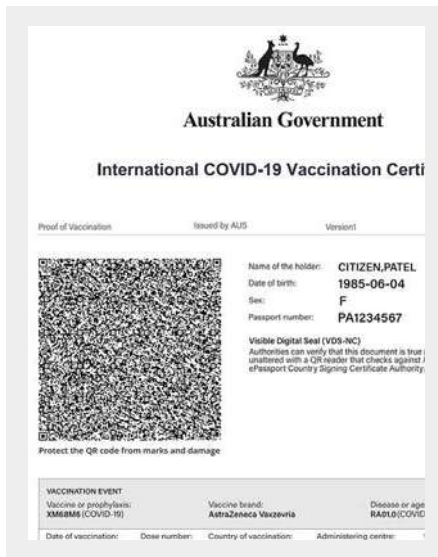 Australian Government
International COVID-19 Vaccination Certi
Proof of Vaccination Issued by AUS Version1
Name of the holder: CITIZEN,PATEL
Date of birth: 1985-06-04
Sex: F
Passport number: PA1234567
Visible Digital Seal (VDS-NC)
Authorities can verify that this document is true
unaltered with a QR reader that checks against
ePassport Country Signing Certificate Authority.
Protect the QR code from marks and damage
VACCINATION EVENT
Vaccine or prophylaxis: Vaccine brand: Disease or age
XM68M6 (COVID-19) AstraZeneca Vaxzevria RA01.0 (COVID
Date of vaccination: Dose number: Country of vaccination: Administering centre: